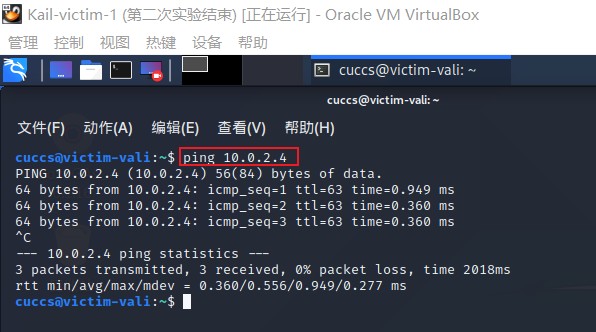 Kail-victim-1 (第二次实验结束) [正在运行] - Oracle VM VirtualBox
管理 控制 视图 热键 设备 帮助
cuccs@victim-vali: ~
cuccs@victim-vali: ~
文件(F) 动作(A) 编辑(E) 查看(V) 帮助(H)
cuccs@victim-vali:~$ ping 10.0.2.4
PING 10.0.2.4 (10.0.2.4) 56(84) bytes of data.
64 bytes from 10.0.2.4: icmp_seq=1 ttl=63 time=0.949 ms
64 bytes from 10.0.2.4: icmp_seq=2 ttl=63 time=0.360 ms
64 bytes from 10.0.2.4: icmp_seq=3 ttl=63 time=0.360 ms
^C
--- 10.0.2.4 ping statistics ---
3 packets transmitted, 3 received, 0% packet loss, time 2018ms
rtt min/avg/max/mdev = 0.360/0.556/0.949/0.277 ms
cuccs@victim-vali:~$